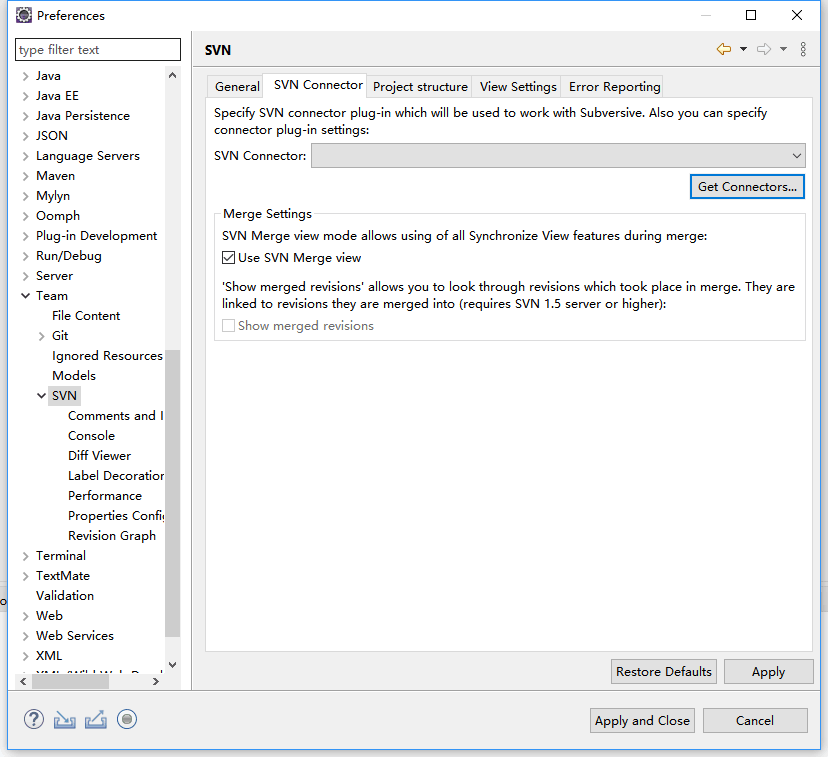 Preferences
type filter text
Java
Java EE
Java Persistence
JSON
Language Servers
Maven
Mylyn
Oomph
Plug-in Development
Run/Debug
Server
Team
File Content
Git
Ignored Resources
Models
SVN
Comments and I
Console
Diff Viewer
Label Decoration
Performance
Properties Config
Revision Graph
Terminal
TextMate
Validation
Web
Web Services
XML
SVN
General
SVN Connector
Project structure
View Settings
Error Reporting
Specify SVN connector plug-in which will be used to work with Subversive. Also you can specify
connector plug-in settings:
SVN Connector:
Get Connectors...
Merge Settings
SVN Merge view mode allows using of all Synchronize View features during merge:
Use SVN Merge view
'Show merged revisions' allows you to look through revisions which took place in merge. They are
linked to revisions they are merged into (requires SVN 1.5 server or higher):
Show merged revisions
Restore Defaults
Apply
Apply and Close
Cancel